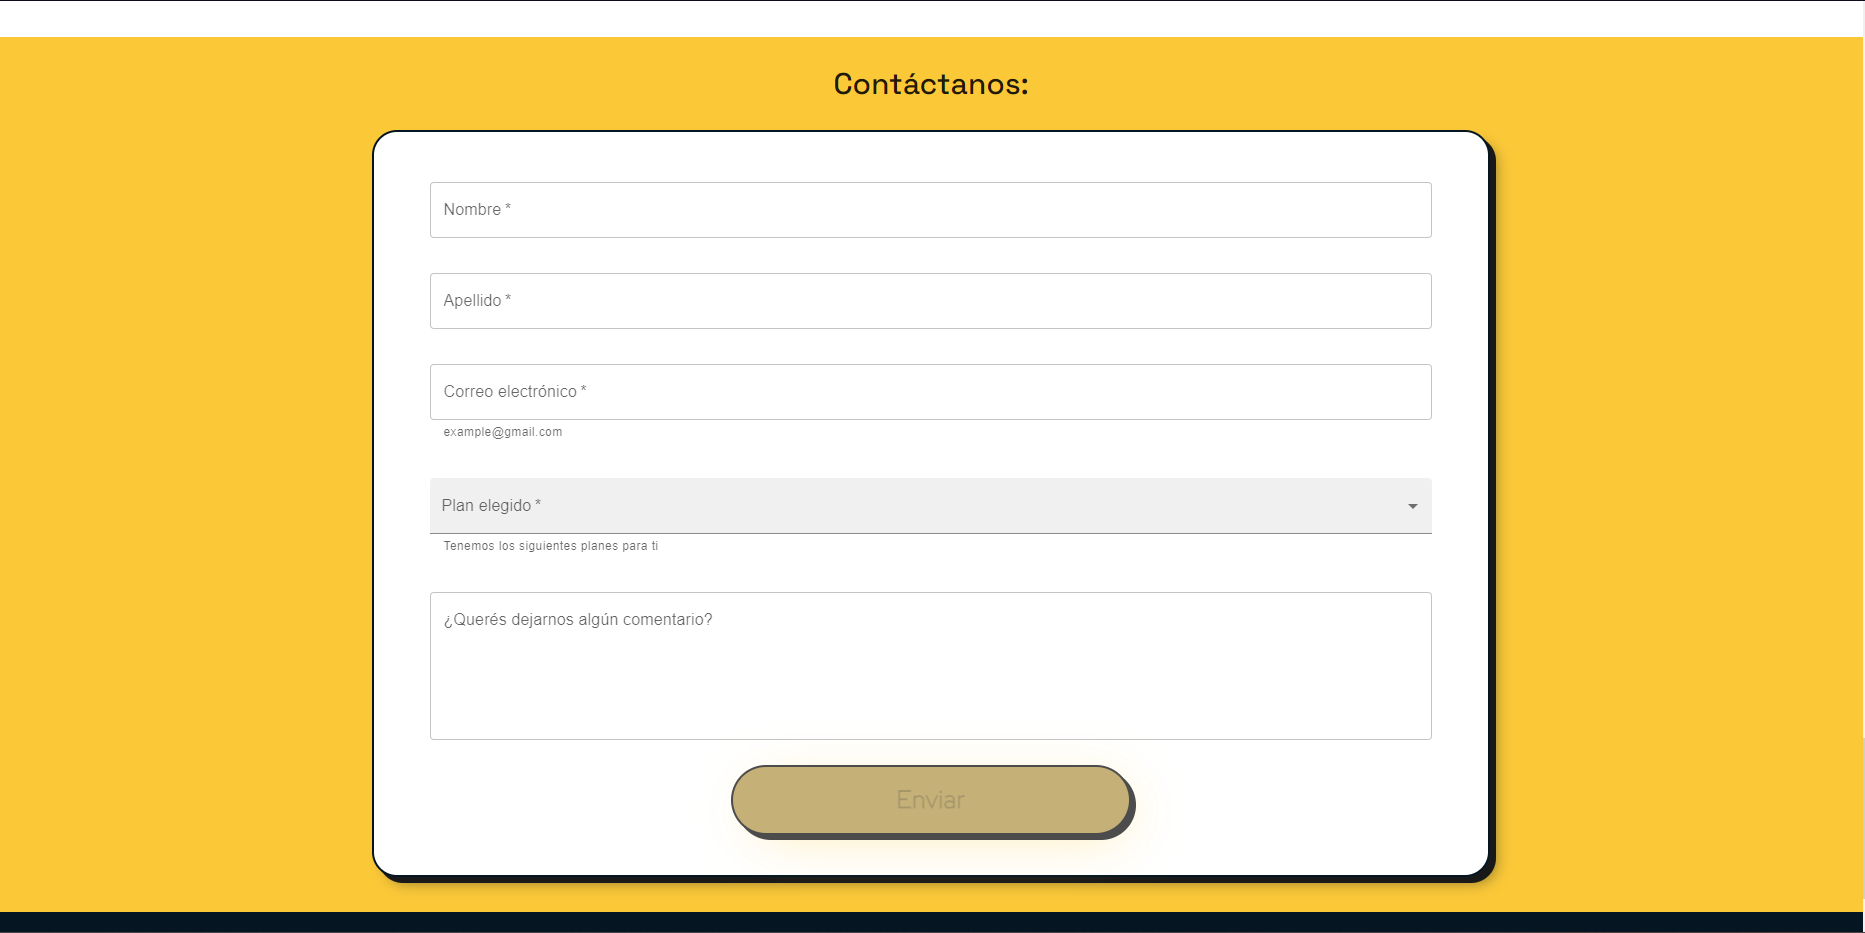 Contáctanos:
Nombre *
Apellido *
Correo electrónico *
example@gmail.com
Plan elegido *
Tenemos los siguientes planes para ti
¿Querés dejarnos algún comentario?
Enviar